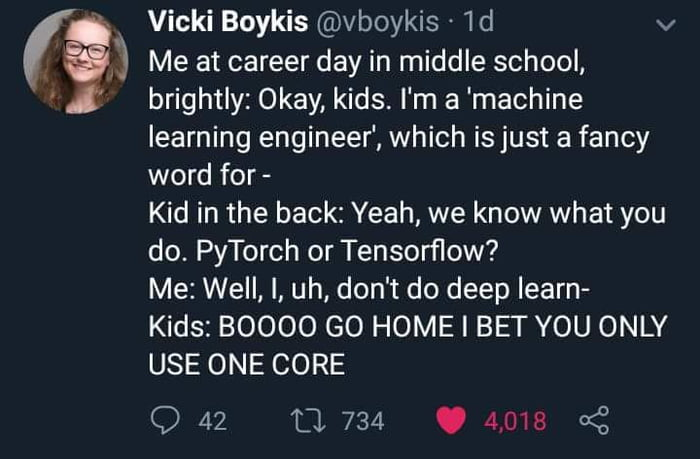 Vicki Boykis @vboykis · 1d
Me at career day in middle school,
brightly: Okay, kids. I'm a 'machine
learning engineer', which is just a fancy
word for -
Kid in the back: Yeah, we know what you
do. PyTorch or Tensorflow?
Me: Well, I, uh, don't do deep learn-
Kids: BOOOO GO HOME I BET YOU ONLY
USE ONE CORE
42 734 4,018